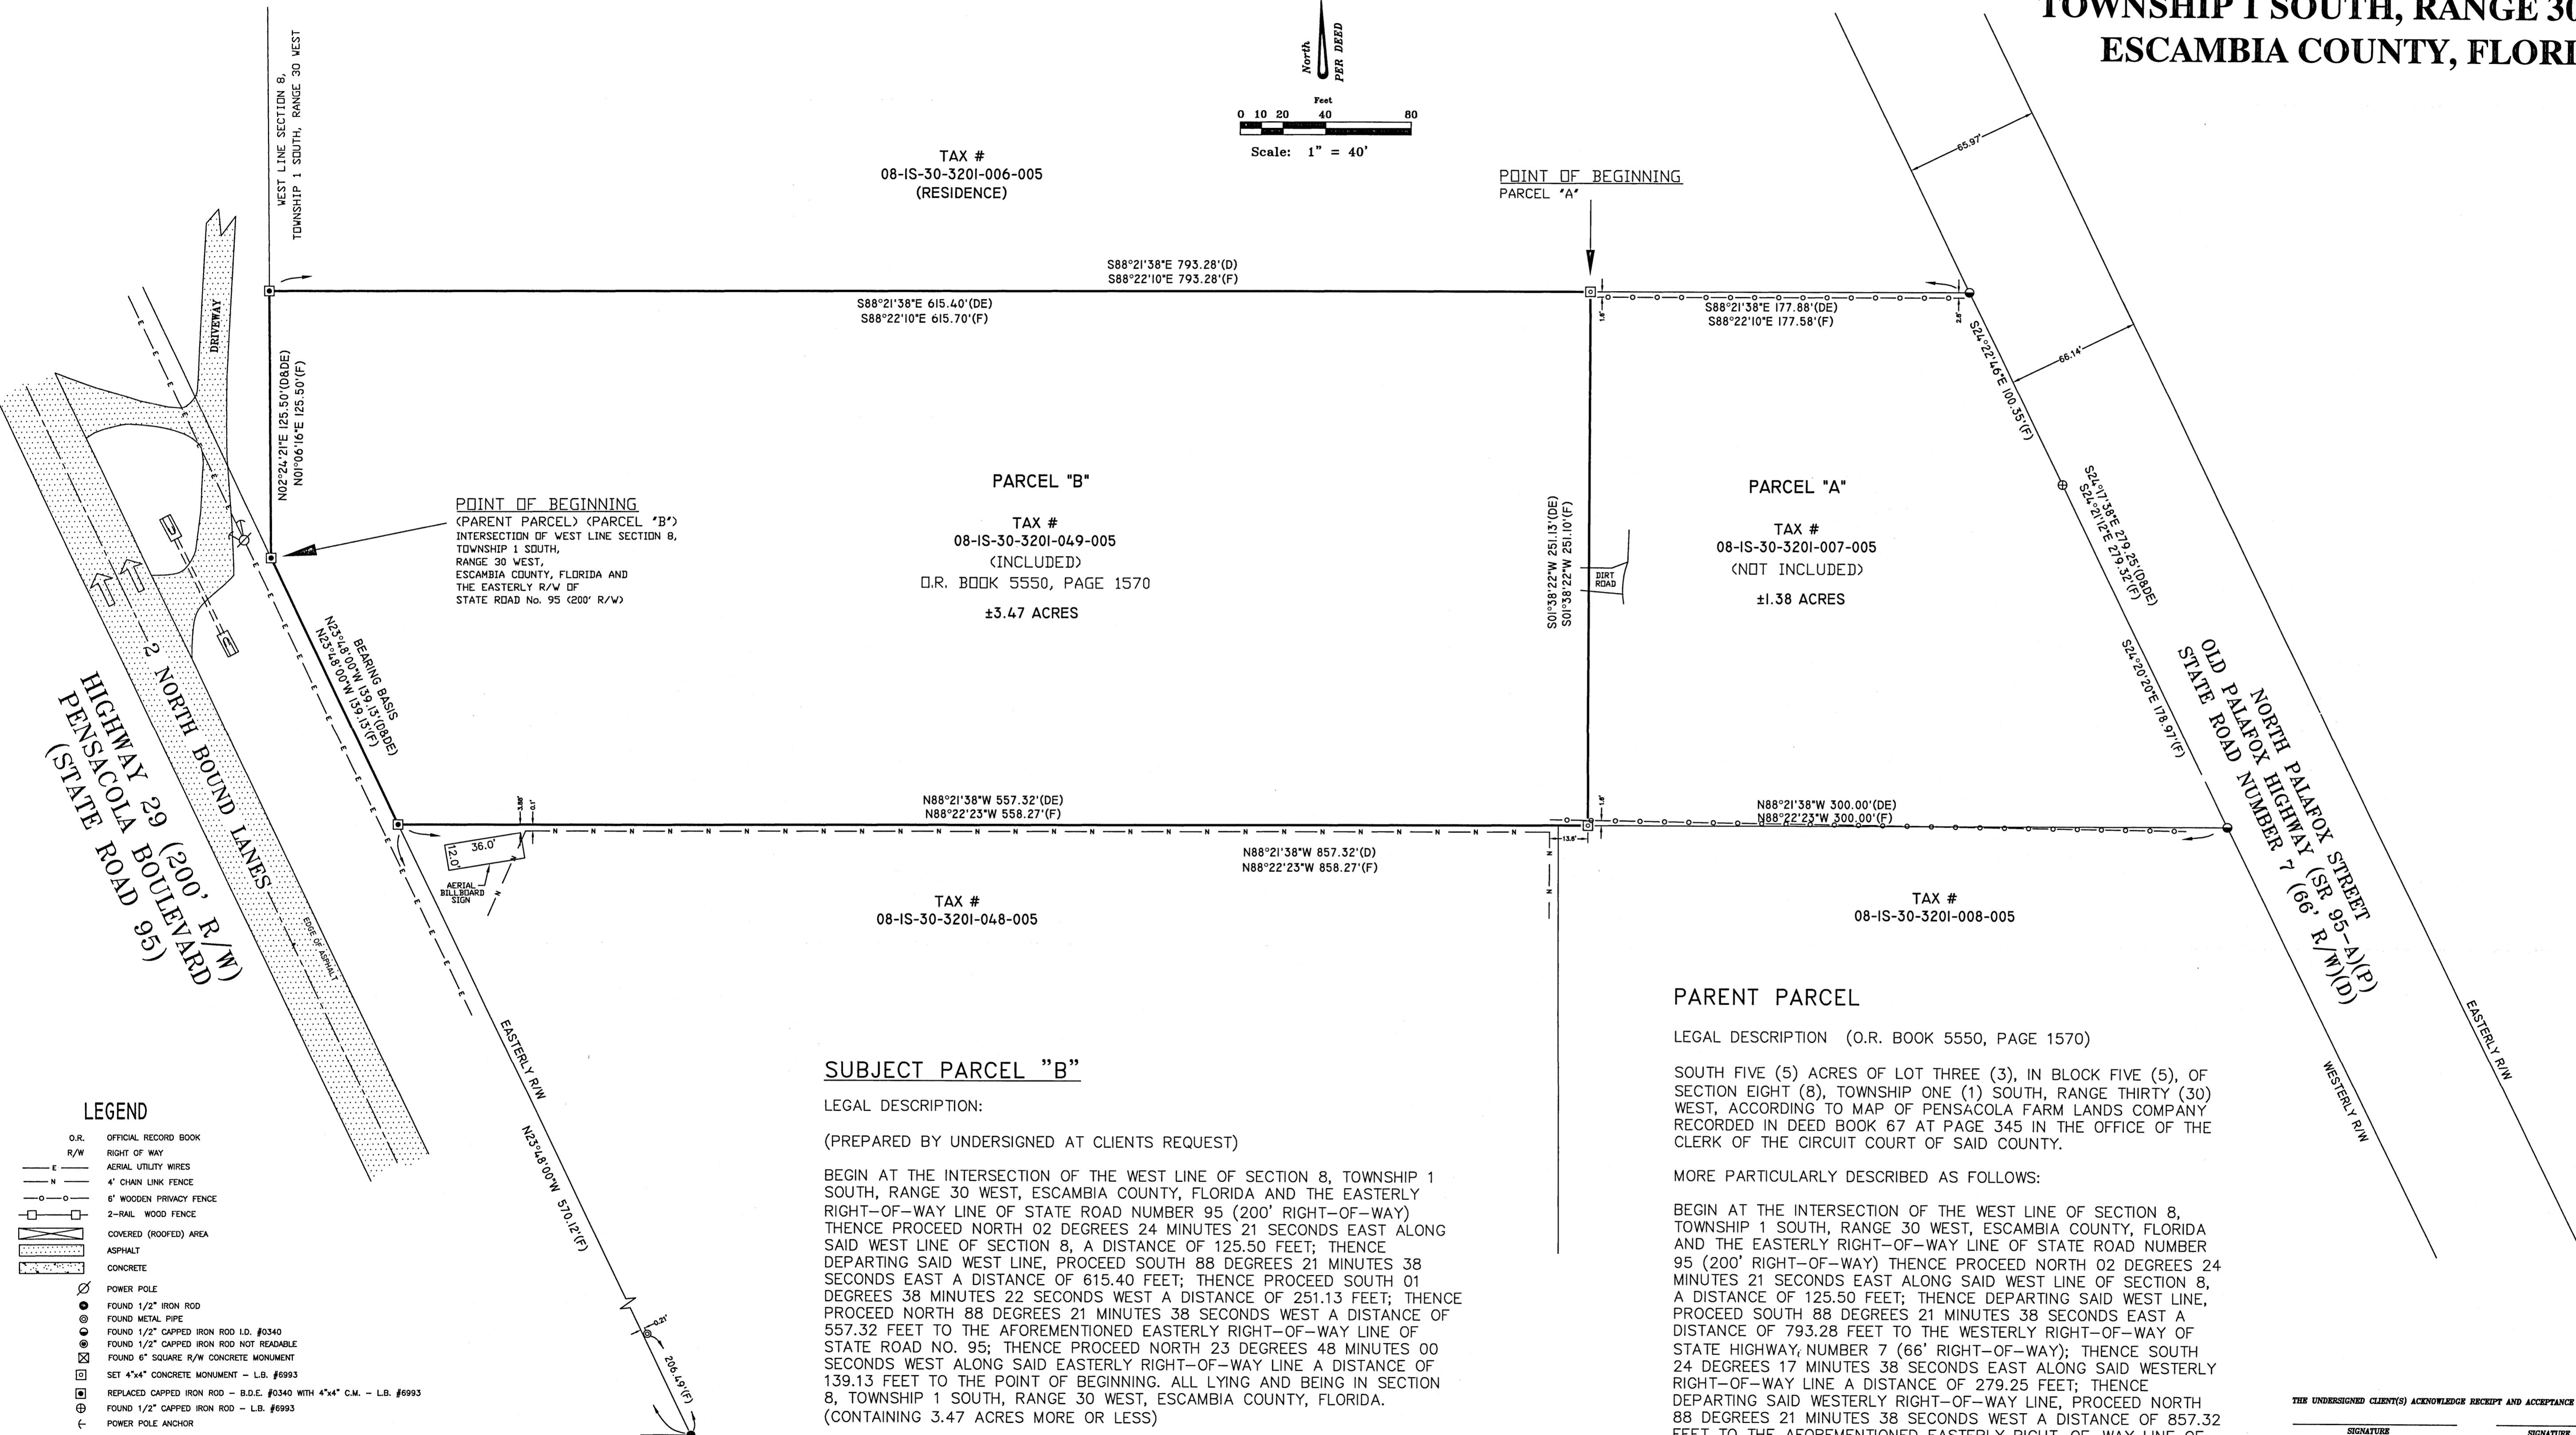 TOWNSHIP 1 SOUTH, RANGE 30
ESCAMBIA COUNTY, FLORI
North
PER DEED
Feet
0 10 20 40 80
Scale: 1" = 40'
WEST LINE SECTION 8,
TOWNSHIP 1 SOUTH, RANGE 30 WEST
TAX #
08-1S-30-3201-006-005
(RESIDENCE)
POINT OF BEGINNING
PARCEL "A"
65.97'
66.14'
S88°21'38"E 793.28'(D)
S88°22'10"E 793.28'(F)
S88°21'38"E 615.40'(DE)
S88°22'10"E 615.70'(F)
1.6'
S88°21'38"E 177.88'(DE)
S88°22'10"E 177.58'(F)
S24°22'46"E 100.35'(F)
DRIVEWAY
N02°24'21"E 125.50'(D&DE)
N01°06'16"E 125.50'(F)
POINT OF BEGINNING
(PARENT PARCEL) (PARCEL "B")
INTERSECTION OF WEST LINE SECTION 8,
TOWNSHIP 1 SOUTH,
RANGE 30 WEST,
ESCAMBIA COUNTY, FLORIDA AND
THE EASTERLY R/W OF
STATE ROAD No. 95 (200' R/W)
PARCEL "B"
TAX #
08-1S-30-3201-049-005
(INCLUDED)
O.R. BOOK 5550, PAGE 1570
±3.47 ACRES
S01°38'22"W 251.13'(DE)
S01°38'22"W 251.10'(F)
DIRT
ROAD
PARCEL "A"
TAX #
08-1S-30-3201-007-005
(NOT INCLUDED)
±1.38 ACRES
S24°17'38"E 279.25'(D&DE)
S24°21'12"E 279.32'(F)
S24°20'20"E 178.97'(F)
BEARING BASIS
N23°48'00"W 139.13'(D&DE)
N23°48'00"W 139.13'(F)
2 NORTH BOUND LANES
HIGHWAY 29 (200' R/W)
PENSACOLA BOULEVARD
(STATE ROAD 95)
EDGE OF ASPHALT
NORTH PALAFOX STREET
OLD PALAFOX HIGHWAY (SR 95-A)(P)
STATE ROAD NUMBER 7 (66' R/W)(D)
N88°21'38"W 557.32'(DE)
N88°22'23"W 558.27'(F)
0.1'
12.0'
36.0'
AERIAL
BILLBOARD
SIGN
1.6'
13.6'
N88°21'38"W 300.00'(DE)
N88°22'23"W 300.00'(F)
N88°21'38"W 857.32'(D)
N88°22'23"W 858.27'(F)
TAX #
08-1S-30-3201-048-005
TAX #
08-1S-30-3201-008-005
EASTERLY R/W
N23°48'00"W 570.12'(F)
0.21'
206.49'(F)
EASTERLY R/W
WESTERLY R/W
LEGEND
O.R. OFFICIAL RECORD BOOK
R/W RIGHT OF WAY
E AERIAL UTILITY WIRES
N 4' CHAIN LINK FENCE
6' WOODEN PRIVACY FENCE
2-RAIL WOOD FENCE
COVERED (ROOFED) AREA
ASPHALT
CONCRETE
POWER POLE
FOUND 1/2" IRON ROD
FOUND METAL PIPE
FOUND 1/2" CAPPED IRON ROD I.D. #0340
FOUND 1/2" CAPPED IRON ROD NOT READABLE
FOUND 6" SQUARE R/W CONCRETE MONUMENT
SET 4"x4" CONCRETE MONUMENT - L.B. #6993
REPLACED CAPPED IRON ROD - B.D.E. #0340 WITH 4"x4" C.M. - L.B. #6993
FOUND 1/2" CAPPED IRON ROD - L.B. #6993
POWER POLE ANCHOR
SUBJECT PARCEL "B"
LEGAL DESCRIPTION:
(PREPARED BY UNDERSIGNED AT CLIENTS REQUEST)
BEGIN AT THE INTERSECTION OF THE WEST LINE OF SECTION 8, TOWNSHIP 1
SOUTH, RANGE 30 WEST, ESCAMBIA COUNTY, FLORIDA AND THE EASTERLY
RIGHT-OF-WAY LINE OF STATE ROAD NUMBER 95 (200' RIGHT-OF-WAY)
THENCE PROCEED NORTH 02 DEGREES 24 MINUTES 21 SECONDS EAST ALONG
SAID WEST LINE OF SECTION 8, A DISTANCE OF 125.50 FEET; THENCE
DEPARTING SAID WEST LINE, PROCEED SOUTH 88 DEGREES 21 MINUTES 38
SECONDS EAST A DISTANCE OF 615.40 FEET; THENCE PROCEED SOUTH 01
DEGREES 38 MINUTES 22 SECONDS WEST A DISTANCE OF 251.13 FEET; THENCE
PROCEED NORTH 88 DEGREES 21 MINUTES 38 SECONDS WEST A DISTANCE OF
557.32 FEET TO THE AFOREMENTIONED EASTERLY RIGHT-OF-WAY LINE OF
STATE ROAD NO. 95; THENCE PROCEED NORTH 23 DEGREES 48 MINUTES 00
SECONDS WEST ALONG SAID EASTERLY RIGHT-OF-WAY LINE A DISTANCE OF
139.13 FEET TO THE POINT OF BEGINNING. ALL LYING AND BEING IN SECTION
8, TOWNSHIP 1 SOUTH, RANGE 30 WEST, ESCAMBIA COUNTY, FLORIDA.
(CONTAINING 3.47 ACRES MORE OR LESS)
PARENT PARCEL
LEGAL DESCRIPTION (O.R. BOOK 5550, PAGE 1570)
SOUTH FIVE (5) ACRES OF LOT THREE (3), IN BLOCK FIVE (5), OF
SECTION EIGHT (8), TOWNSHIP ONE (1) SOUTH, RANGE THIRTY (30)
WEST, ACCORDING TO MAP OF PENSACOLA FARM LANDS COMPANY
RECORDED IN DEED BOOK 67 AT PAGE 345 IN THE OFFICE OF THE
CLERK OF THE CIRCUIT COURT OF SAID COUNTY.
MORE PARTICULARLY DESCRIBED AS FOLLOWS:
BEGIN AT THE INTERSECTION OF THE WEST LINE OF SECTION 8,
TOWNSHIP 1 SOUTH, RANGE 30 WEST, ESCAMBIA COUNTY, FLORIDA
AND THE EASTERLY RIGHT-OF-WAY LINE OF STATE ROAD NUMBER
95 (200' RIGHT-OF-WAY) THENCE PROCEED NORTH 02 DEGREES 24
MINUTES 21 SECONDS EAST ALONG SAID WEST LINE OF SECTION 8,
A DISTANCE OF 125.50 FEET; THENCE DEPARTING SAID WEST LINE,
PROCEED SOUTH 88 DEGREES 21 MINUTES 38 SECONDS EAST A
DISTANCE OF 793.28 FEET TO THE WESTERLY RIGHT-OF-WAY OF
STATE HIGHWAY NUMBER 7 (66' RIGHT-OF-WAY); THENCE SOUTH
24 DEGREES 17 MINUTES 38 SECONDS EAST ALONG SAID WESTERLY
RIGHT-OF-WAY LINE A DISTANCE OF 279.25 FEET; THENCE
DEPARTING SAID WESTERLY RIGHT-OF-WAY LINE, PROCEED NORTH
88 DEGREES 21 MINUTES 38 SECONDS WEST A DISTANCE OF 857.32
FEET TO THE AFOREMENTIONED EASTERLY RIGHT-OF-WAY LINE OF
THE UNDERSIGNED CLIENT(S) ACKNOWLEDGE RECEIPT AND ACCEPTANCE
SIGNATURE SIGNATURE